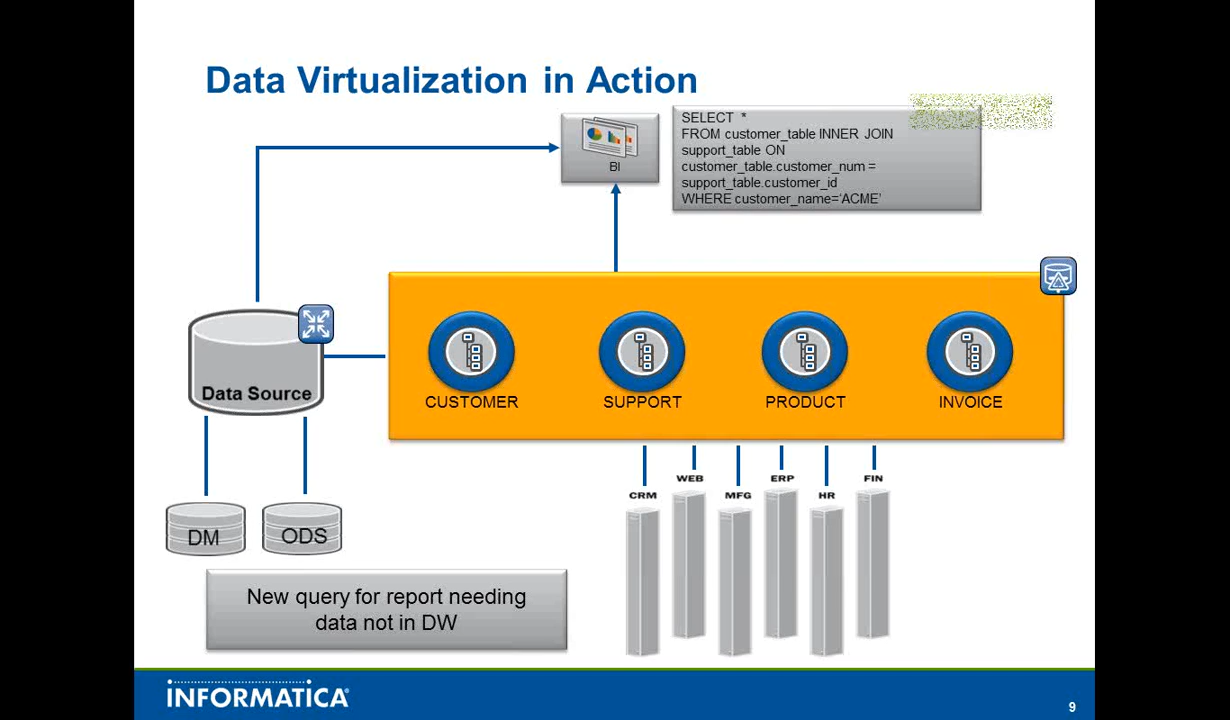 Data Virtualization in Action
SELECT *
FROM customer_table INNER JOIN
support_table ON
customer_table.customer_num =
support_table.customer_id
WHERE customer_name='ACME'
BI
Data Source
CUSTOMER
SUPPORT
PRODUCT
INVOICE
CRM
WEB
MFG
ERP
HR
FIN
DM
ODS
New query for report needing
data not in DW
INFORMATICA
9